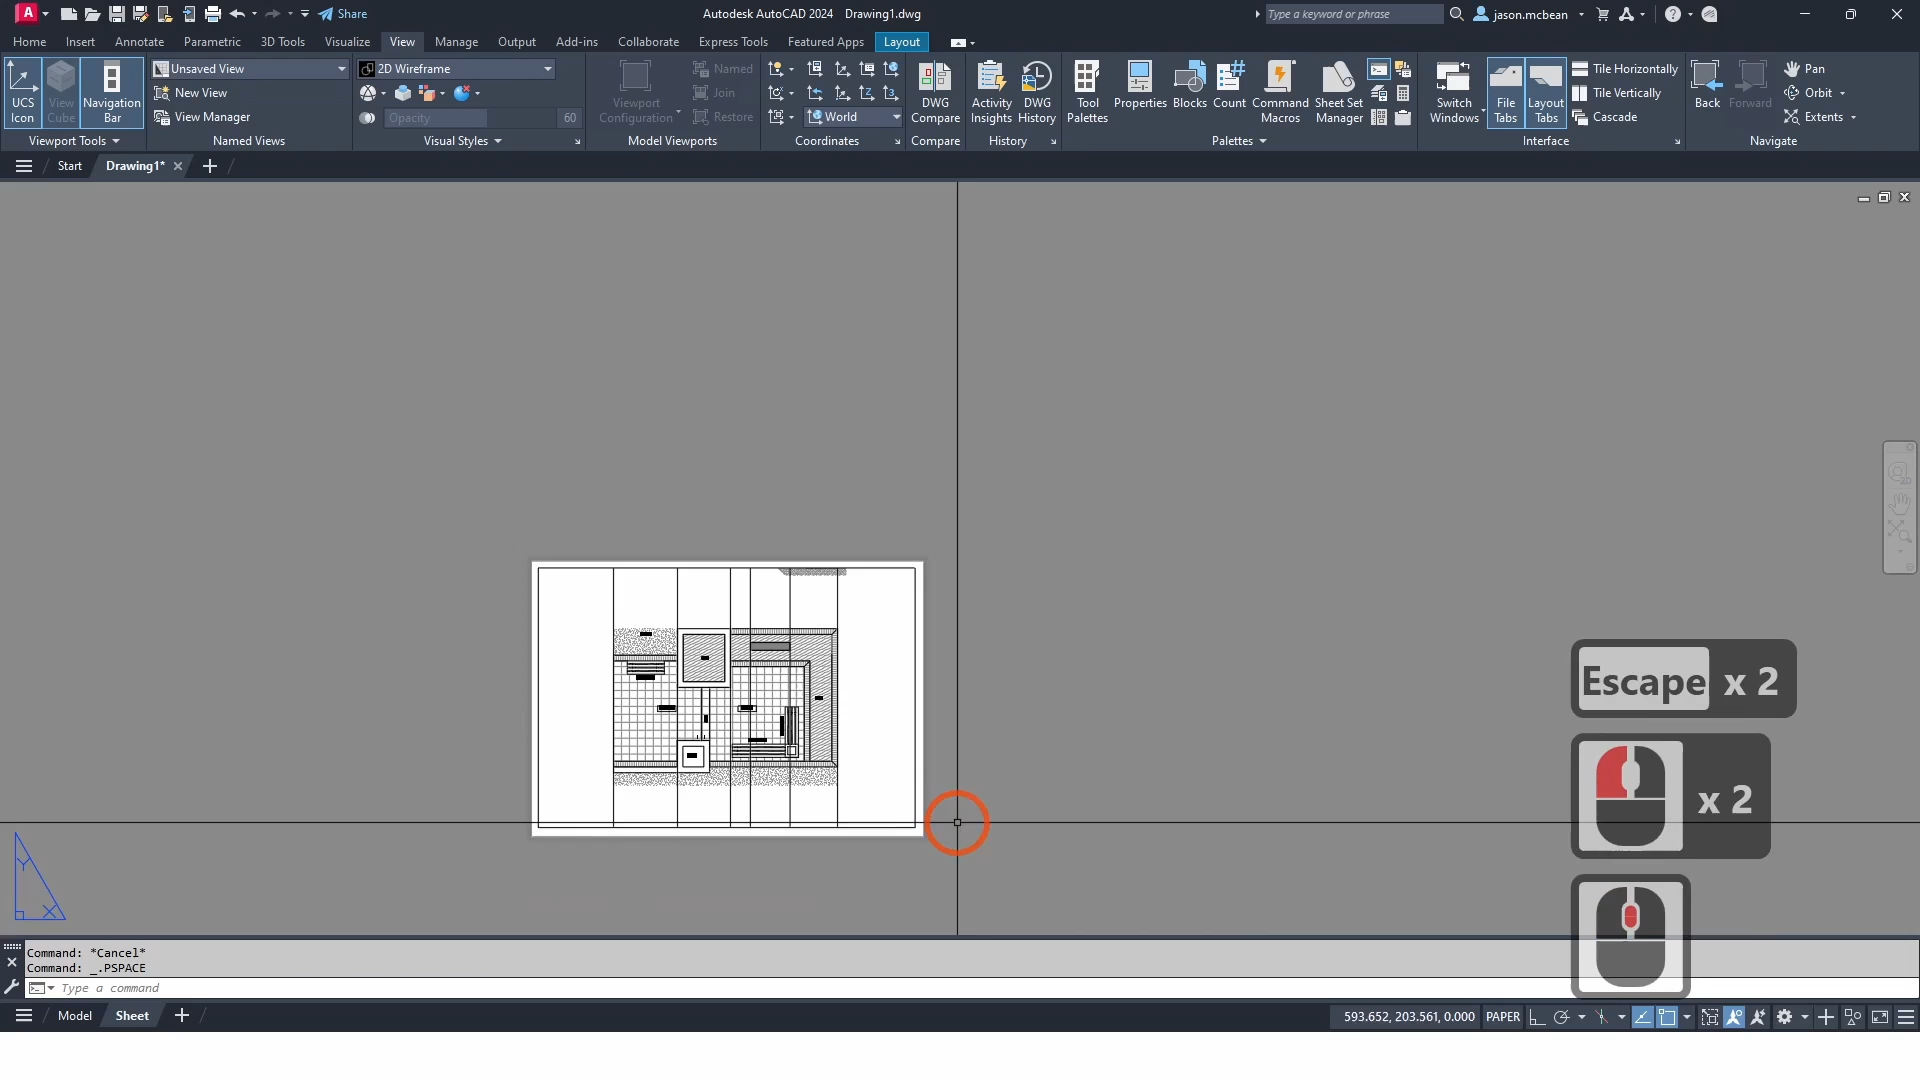 A
Share
Autodesk AutoCAD 2024 Drawing1.dwg
Type a keyword or phrase
jason.mcbean
Home Insert Annotate Parametric 3D Tools Visualize View Manage Output Add-ins Collaborate Express Tools Featured Apps Layout
UCS Icon
View Cube
Navigation Bar
Viewport Tools
Unsaved View
New View
View Manager
Named Views
2D Wireframe
Opacity 60
Visual Styles
Viewport Configuration
Named
Join
Restore
Model Viewports
World
Coordinates
DWG Compare
Compare
Activity Insights
DWG History
History
Tool Palettes
Properties
Blocks
Count
Command Macros
Sheet Set Manager
Palettes
Switch Windows
File Tabs
Layout Tabs
Tile Horizontally
Tile Vertically
Cascade
Interface
Back
Forward
Pan
Orbit
Extents
Navigate
Start Drawing1*
2D
Escape x 2
x 2
Y
X
Command: *Cancel*
Command: _.PSPACE
Type a command
Model Sheet
593.652, 203.561, 0.000 PAPER